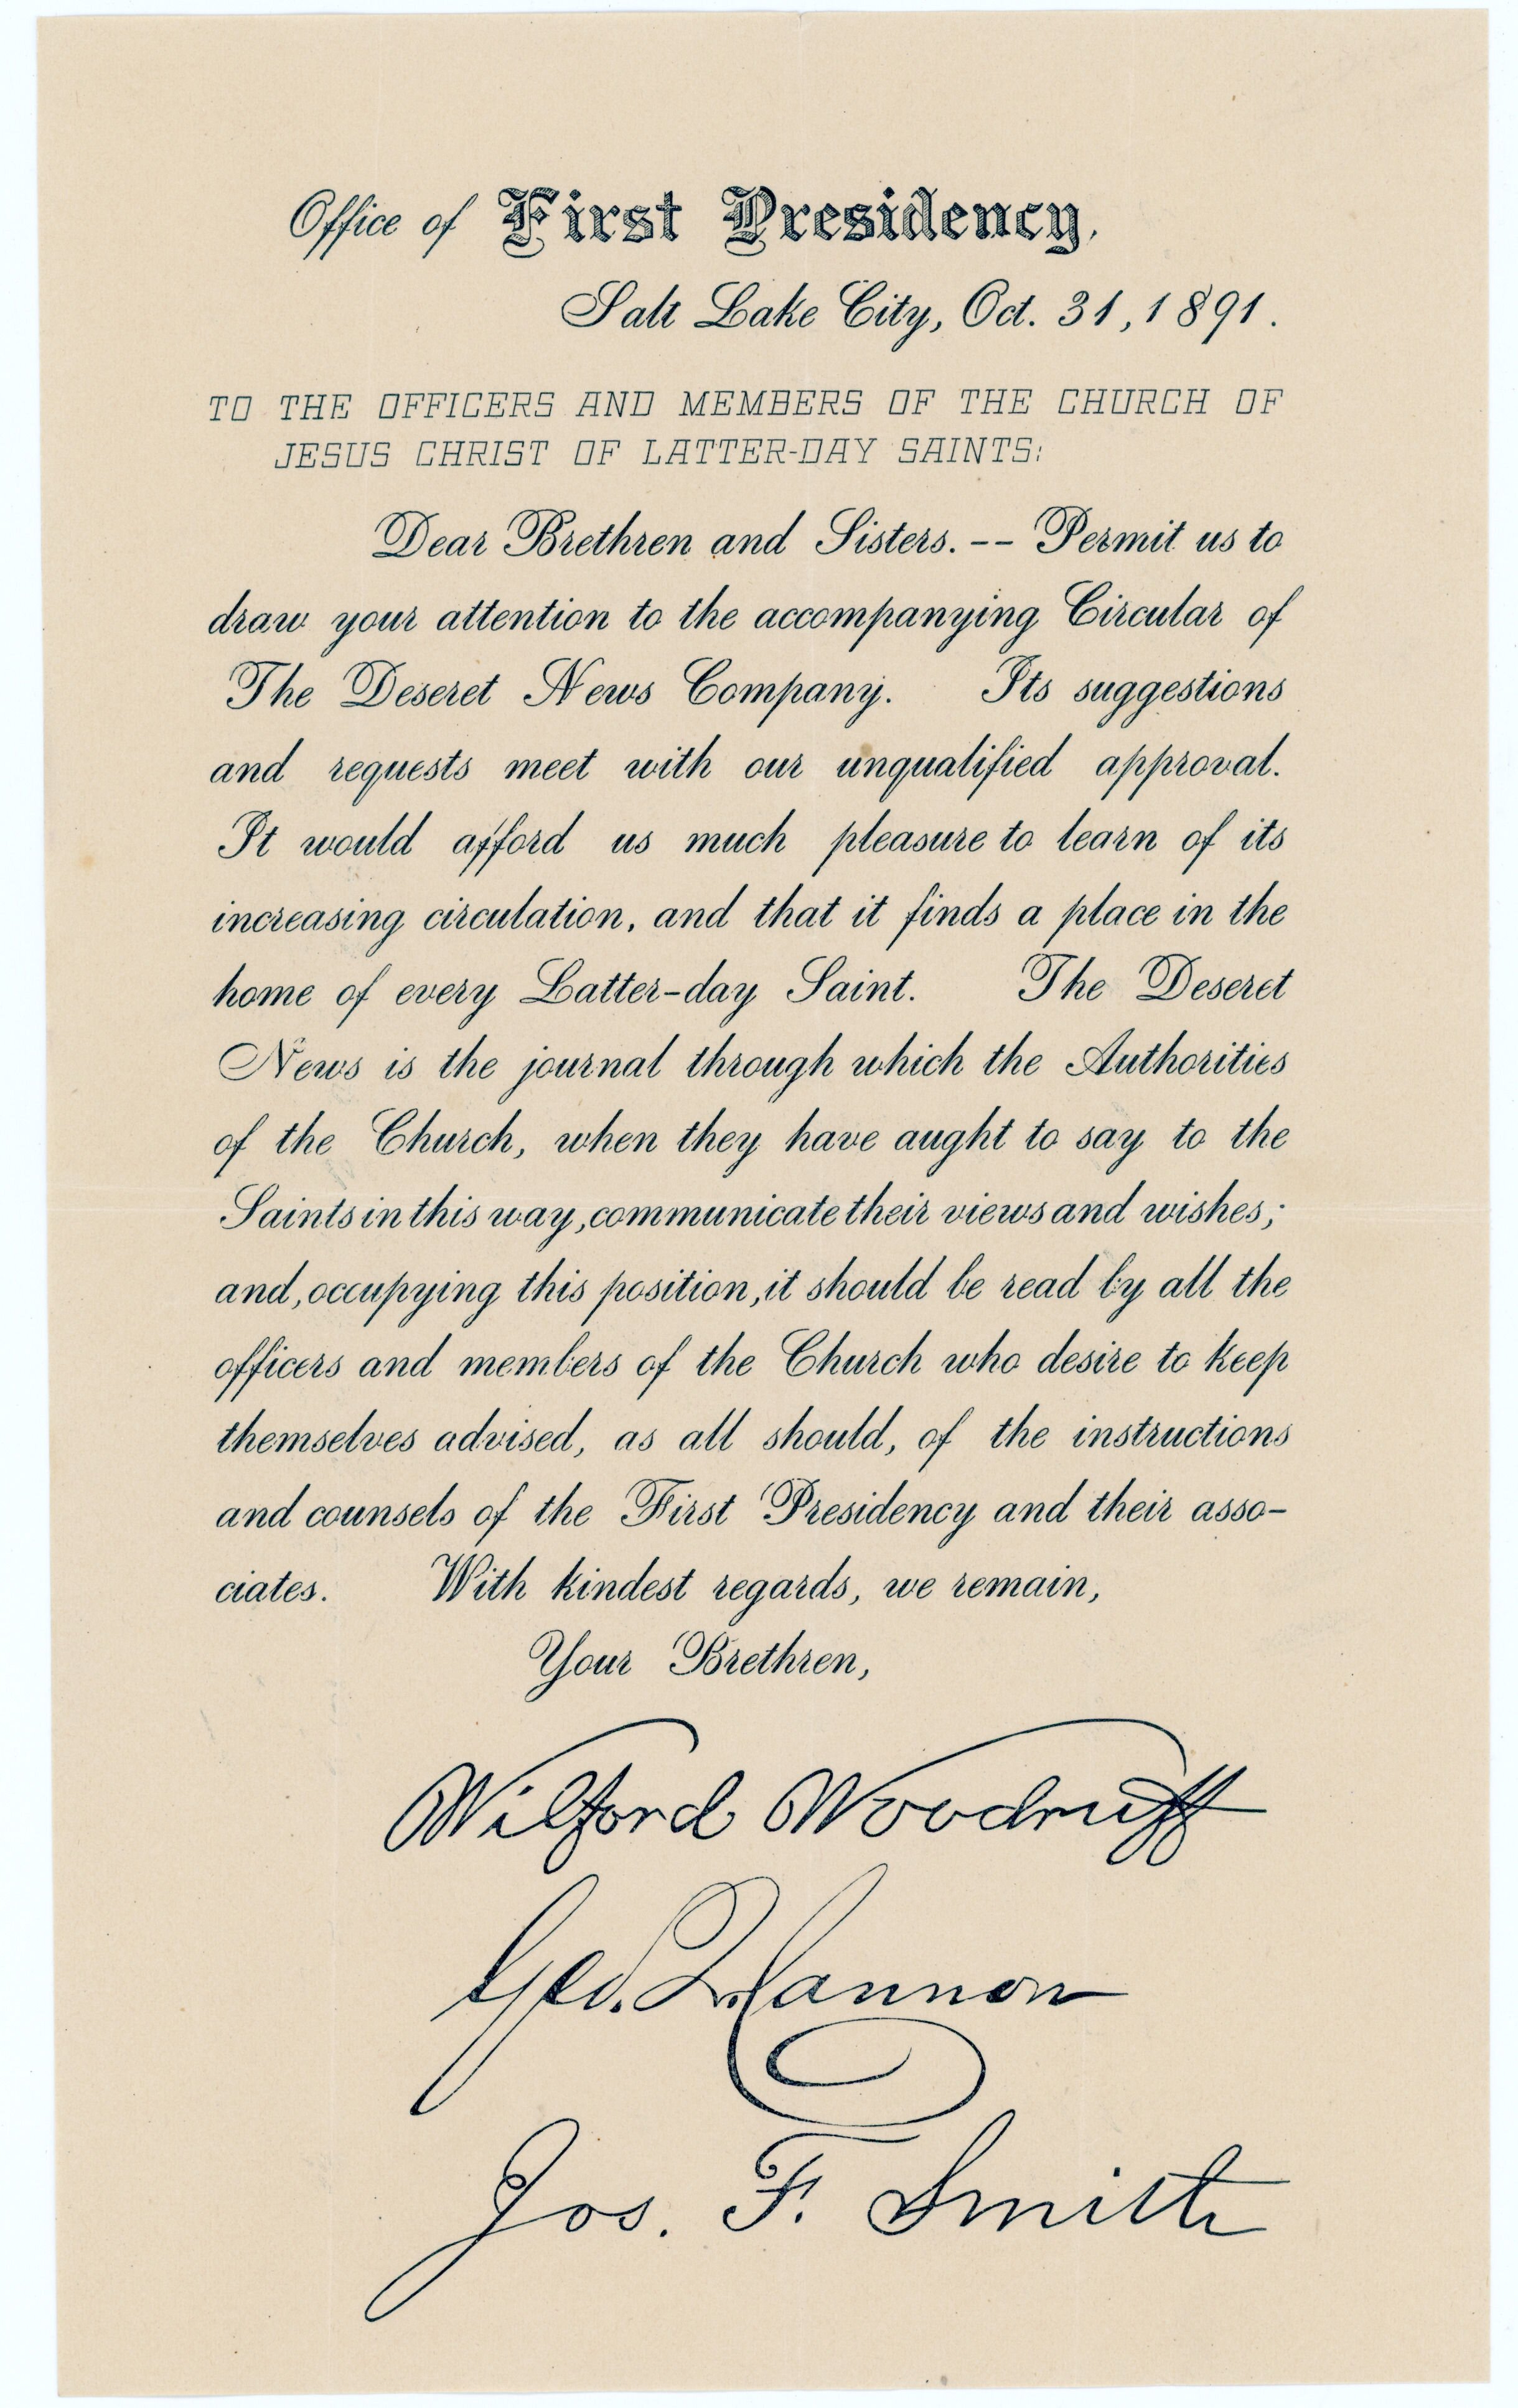 Office of First Presidency,
Salt Lake City, Oct. 31, 1891.
TO THE OFFICERS AND MEMBERS OF THE CHURCH OF
JESUS CHRIST OF LATTER-DAY SAINTS:
Dear Brethren and Sisters. -- Permit us to
draw your attention to the accompanying Circular of
The Deseret News Company. Its suggestions
and requests meet with our unqualified approval.
It would afford us much pleasure to learn of its
increasing circulation, and that it finds a place in the
home of every Latter-day Saint. The Deseret
News is the journal through which the Authorities
of the Church, when they have aught to say to the
Saints in this way, communicate their views and wishes;
and, occupying this position, it should be read by all the
officers and members of the Church who desire to keep
themselves advised, as all should, of the instructions
and counsels of the First Presidency and their asso-
ciates. With kindest regards, we remain,
Your Brethren,
Wilford Woodruff
Geo. Q. Cannon
Jos. F. Smith